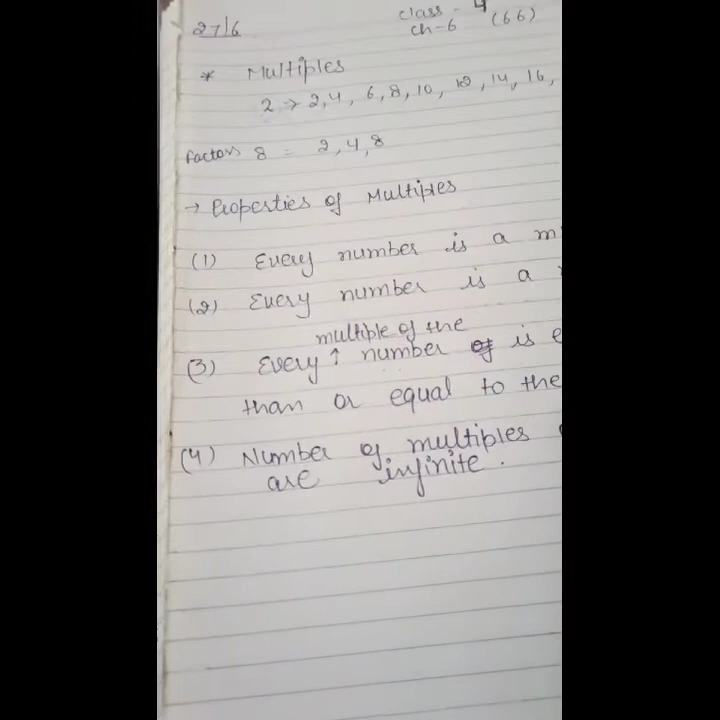 27/6
class - 4
ch-6 (66)
* Multiples
2 → 2, 4, 6, 8, 10, 12, 14, 16,
Factors 8 = 2, 4, 8
→ Properties of Multiples
(1) Every number is a m
(2) Every number is a
multiple of the
(3) Every ↑ number of is e
than or equal to the
(4) Number of multiples
are infinite.